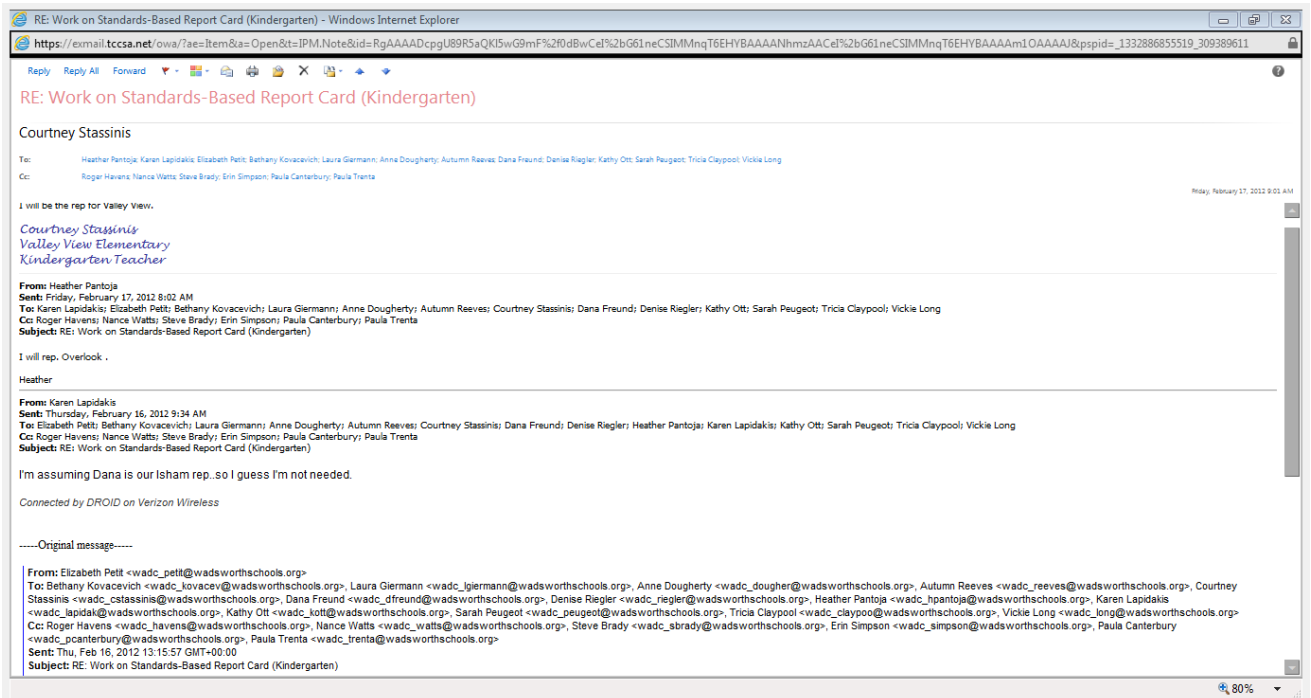 RE: Work on Standards-Based Report Card (Kindergarten) - Windows Internet Explorer
https://exmail.tccsa.net/owa/?ae=Item&a=Open&t=IPM.Note&id=RgAAAADcpgU89R5aQKl5wG9mF%2f0dBwCeI%2bG61neCSIMMnqT6EHYBAAAANhmzAACeI%2bG61neCSIMMnqT6EHYBAAAAm1OAAAAJ&pspid=_1332886855519_309389611
Reply Reply All Forward
RE: Work on Standards-Based Report Card (Kindergarten)
Courtney Stassinis
To: Heather Pantoja; Karen Lapidakis; Elizabeth Petit; Bethany Kovacevich; Laura Giermann; Anne Dougherty; Autumn Reeves; Dana Freund; Denise Riegler; Kathy Ott; Sarah Peugeot; Tricia Claypool; Vickie Long
Cc: Roger Havens; Nance Watts; Steve Brady; Erin Simpson; Paula Canterbury; Paula Trenta
Friday, February 17, 2012 9:01 AM
I will be the rep for Valley View.
Courtney Stassinis
Valley View Elementary
Kindergarten Teacher
From: Heather Pantoja
Sent: Friday, February 17, 2012 8:02 AM
To: Karen Lapidakis; Elizabeth Petit; Bethany Kovacevich; Laura Giermann; Anne Dougherty; Autumn Reeves; Courtney Stassinis; Dana Freund; Denise Riegler; Kathy Ott; Sarah Peugeot; Tricia Claypool; Vickie Long
Cc: Roger Havens; Nance Watts; Steve Brady; Erin Simpson; Paula Canterbury; Paula Trenta
Subject: RE: Work on Standards-Based Report Card (Kindergarten)
I will rep. Overlook .
Heather
From: Karen Lapidakis
Sent: Thursday, February 16, 2012 9:34 AM
To: Elizabeth Petit; Bethany Kovacevich; Laura Giermann; Anne Dougherty; Autumn Reeves; Courtney Stassinis; Dana Freund; Denise Riegler; Heather Pantoja; Karen Lapidakis; Kathy Ott; Sarah Peugeot; Tricia Claypool; Vickie Long
Cc: Roger Havens; Nance Watts; Steve Brady; Erin Simpson; Paula Canterbury; Paula Trenta
Subject: RE: Work on Standards-Based Report Card (Kindergarten)
I'm assuming Dana is our Isham rep..so I guess I'm not needed.
Connected by DROID on Verizon Wireless
-----Original message-----
From: Elizabeth Petit <wadc_petit@wadsworthschools.org>
To: Bethany Kovacevich <wadc_kovacev@wadsworthschools.org>, Laura Giermann <wadc_lgiermann@wadsworthschools.org>, Anne Dougherty <wadc_dougher@wadsworthschools.org>, Autumn Reeves <wadc_reeves@wadsworthschools.org>, Courtney
Stassinis <wadc_cstassinis@wadsworthschools.org>, Dana Freund <wadc_dfreund@wadsworthschools.org>, Denise Riegler <wadc_riegler@wadsworthschools.org>, Heather Pantoja <wadc_hpantoja@wadsworthschools.org>, Karen Lapidakis
<wadc_lapidak@wadsworthschools.org>, Kathy Ott <wadc_kott@wadsworthschools.org>, Sarah Peugeot <wadc_peugeot@wadsworthschools.org>, Tricia Claypool <wadc_claypoo@wadsworthschools.org>, Vickie Long <wadc_long@wadsworthschools.org>
Cc: Roger Havens <wadc_havens@wadsworthschools.org>, Nance Watts <wadc_watts@wadsworthschools.org>, Steve Brady <wadc_sbrady@wadsworthschools.org>, Erin Simpson <wadc_simpson@wadsworthschools.org>, Paula Canterbury
<wadc_pcanterbury@wadsworthschools.org>, Paula Trenta <wadc_trenta@wadsworthschools.org>
Sent: Thu, Feb 16, 2012 13:15:57 GMT+00:00
Subject: RE: Work on Standards-Based Report Card (Kindergarten)
80%